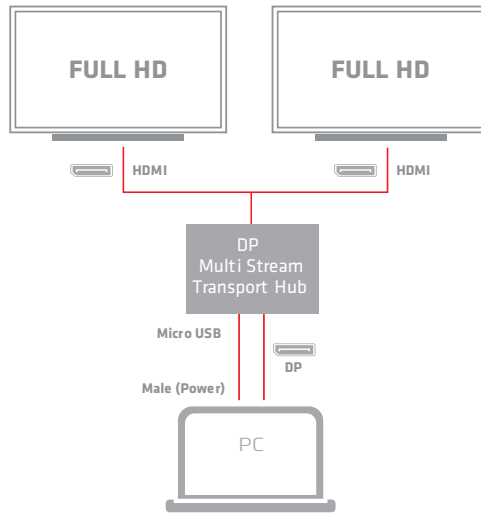 FULL HD
FULL HD
HDMI
HDMI
DP
Multi Stream
Transport Hub
Micro USB
DP
Male (Power)
PC